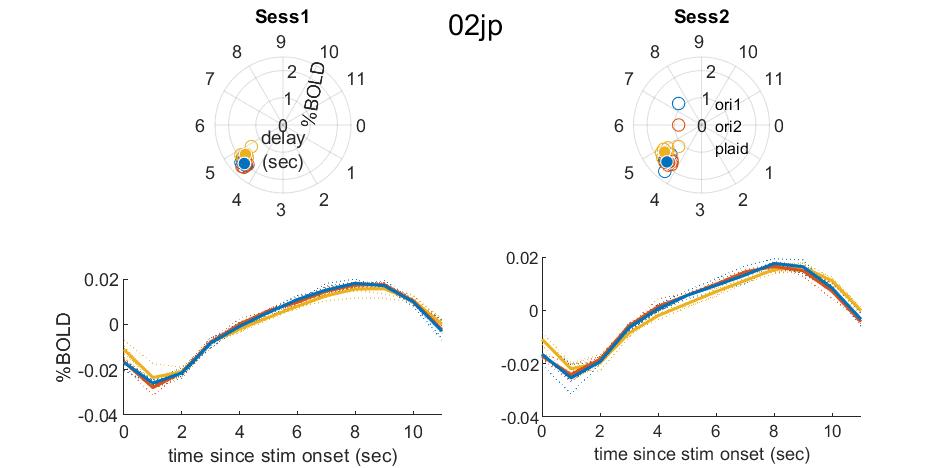 Sess1
02jp
Sess2
9
8
10
7
11
2
1
%BOLD
6
0
0
delay
(sec)
5
1
4
2
3
9
8
10
7
11
2
1
ori1
6
0
ori2
0
plaid
5
1
4
2
3
0.02
0
-0.02
-0.04
%BOLD
0 2 4 6 8 10
time since stim onset (sec)
0.02
0
-0.02
-0.04
0 2 4 6 8 10
time since stim onset (sec)